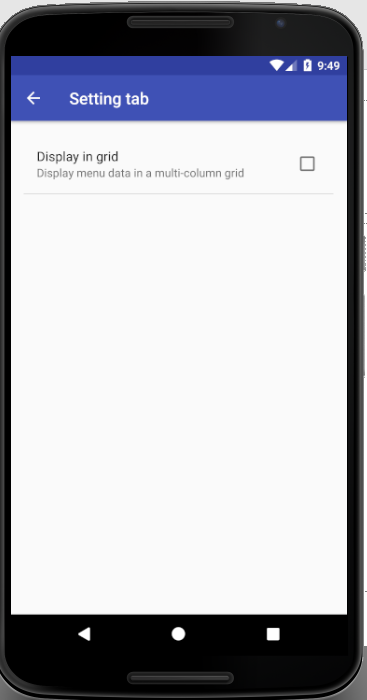 9:49
Setting tab
Display in grid
Display menu data in a multi-column grid